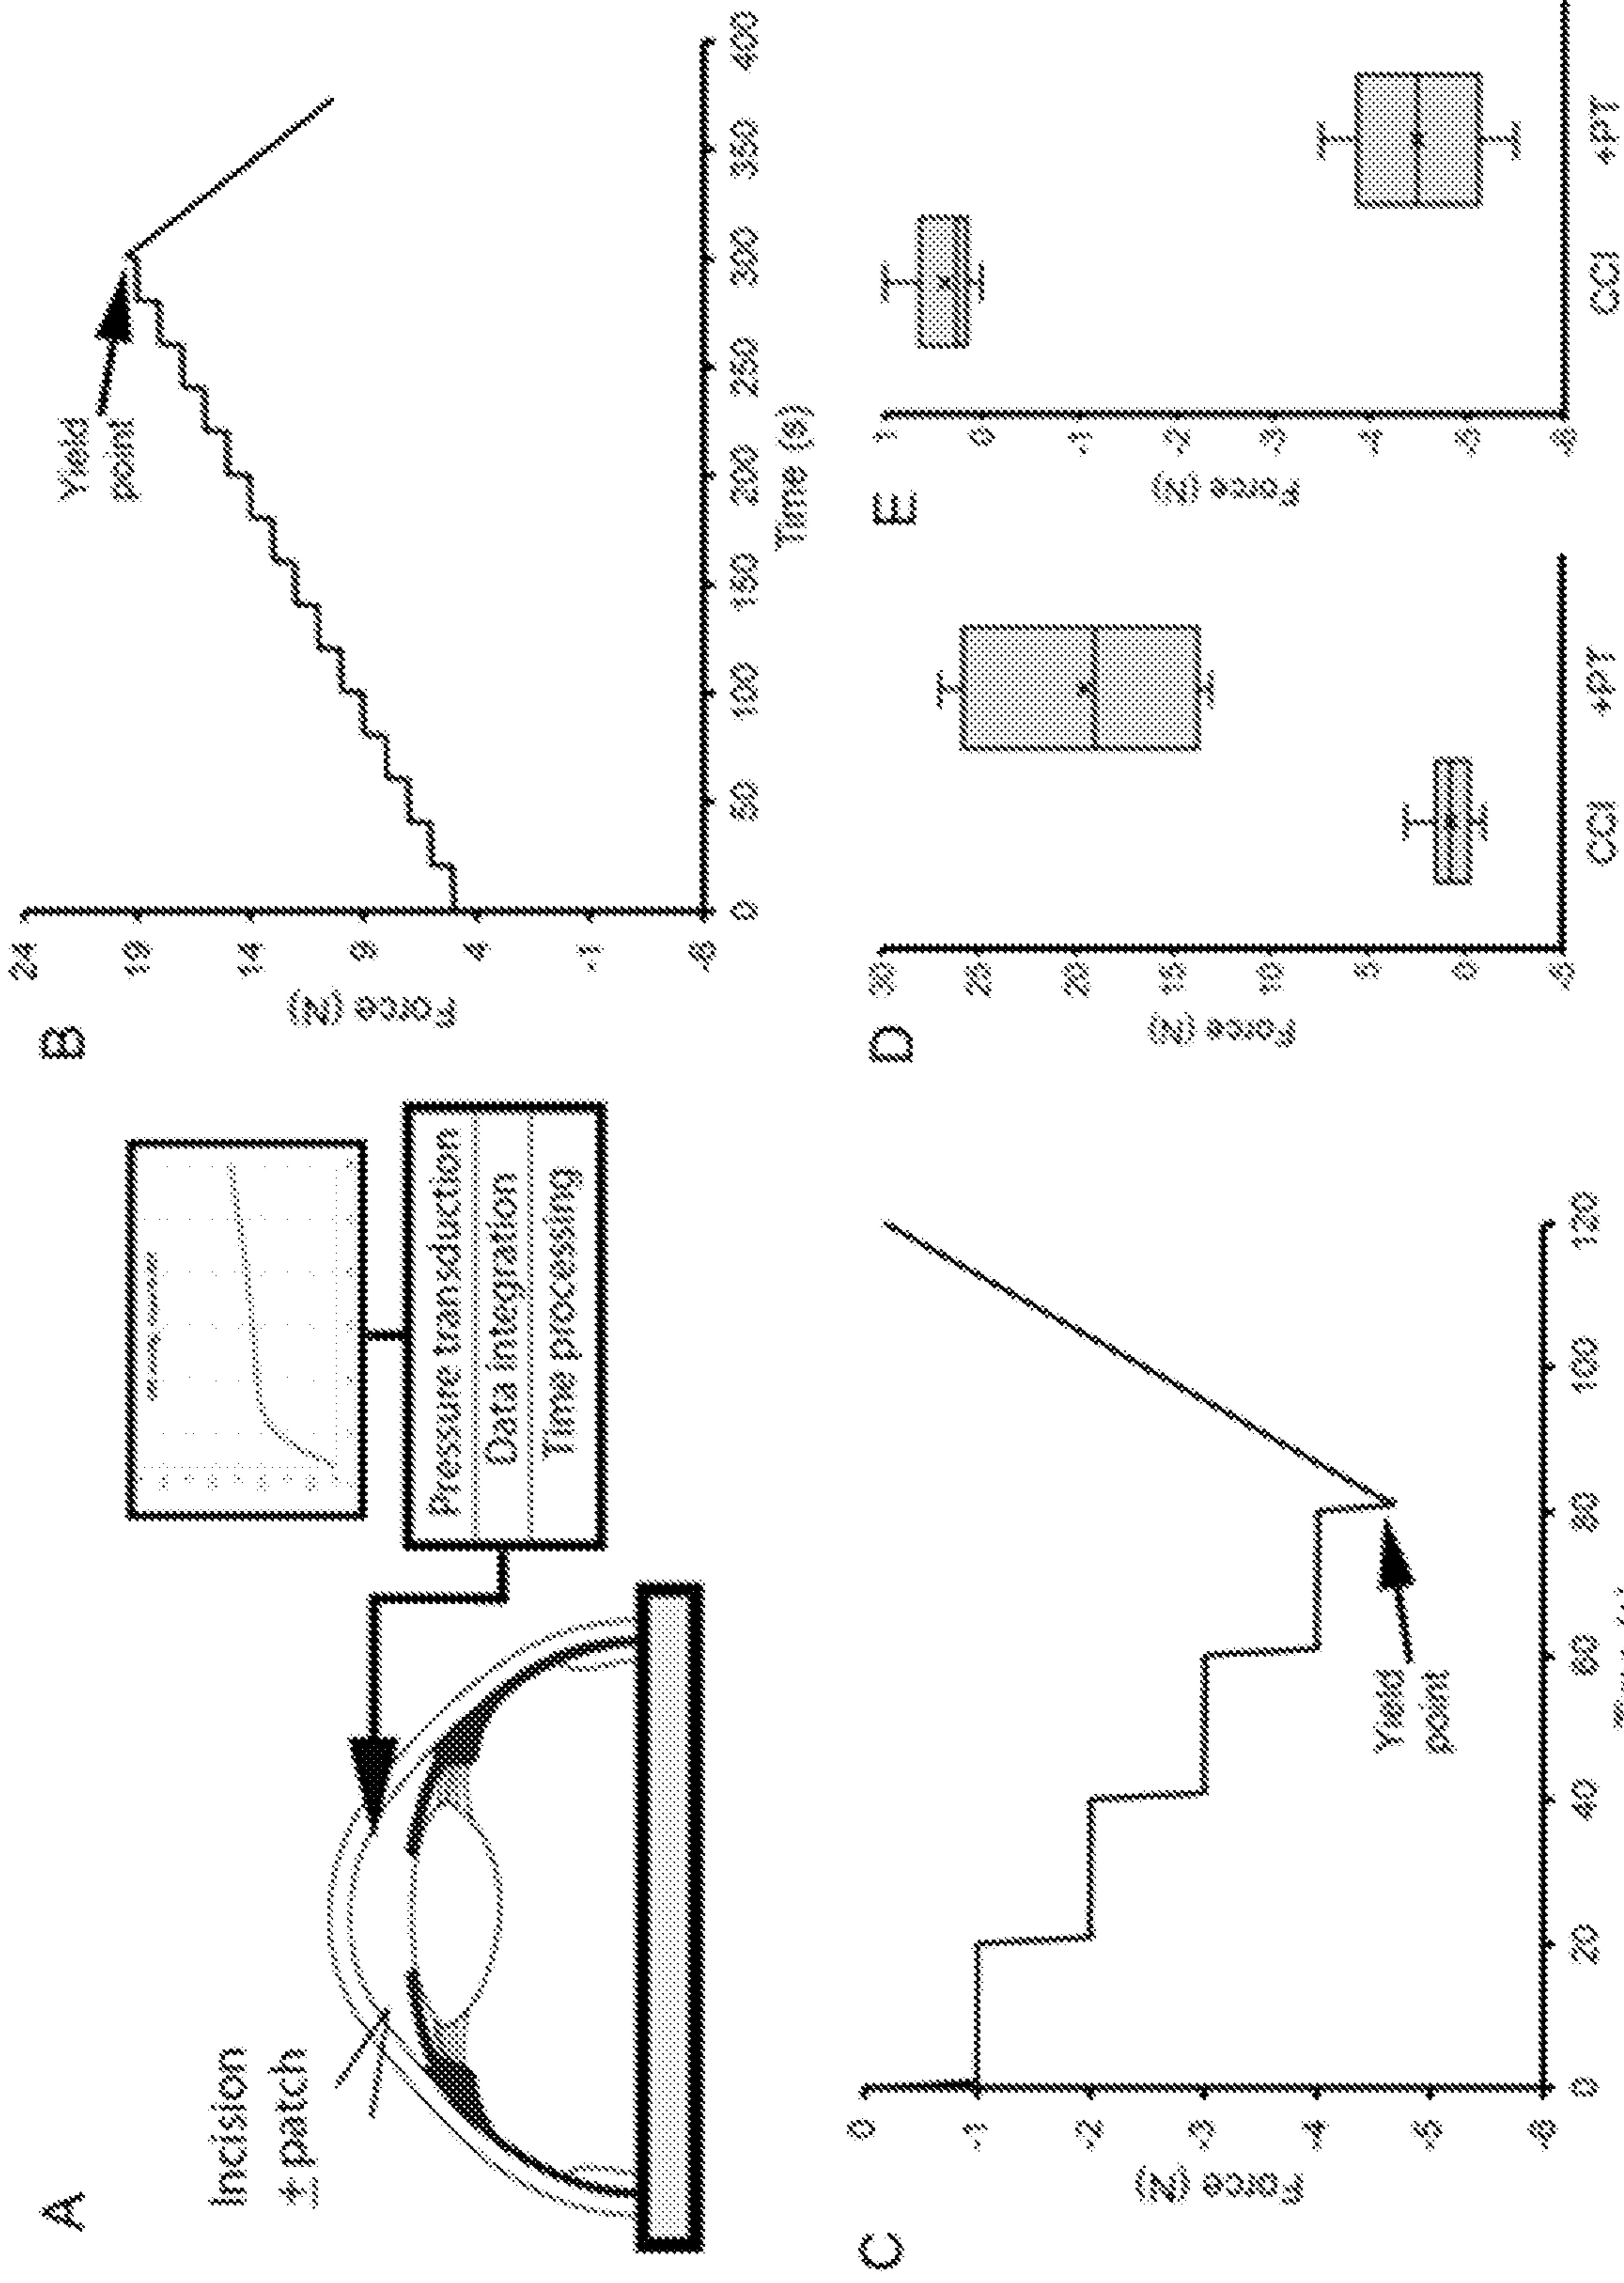 A
Incision
± patch
Pressure transduction
Data integration
Time processing
B
Force (N)
24
19
14
9
4
-1
-6
0
50
100
150
200
250
300
350
400
Time (s)
Yield
point
C
Force (N)
0
-1
-2
-3
-4
-5
-6
0
20
40
60
80
100
120
Yield
point
D
Force (N)
30
25
20
15
10
5
0
-5
CCI
+PT
E
Force (N)
1
0
-1
-2
-3
-4
-5
-6
CCI
+PT